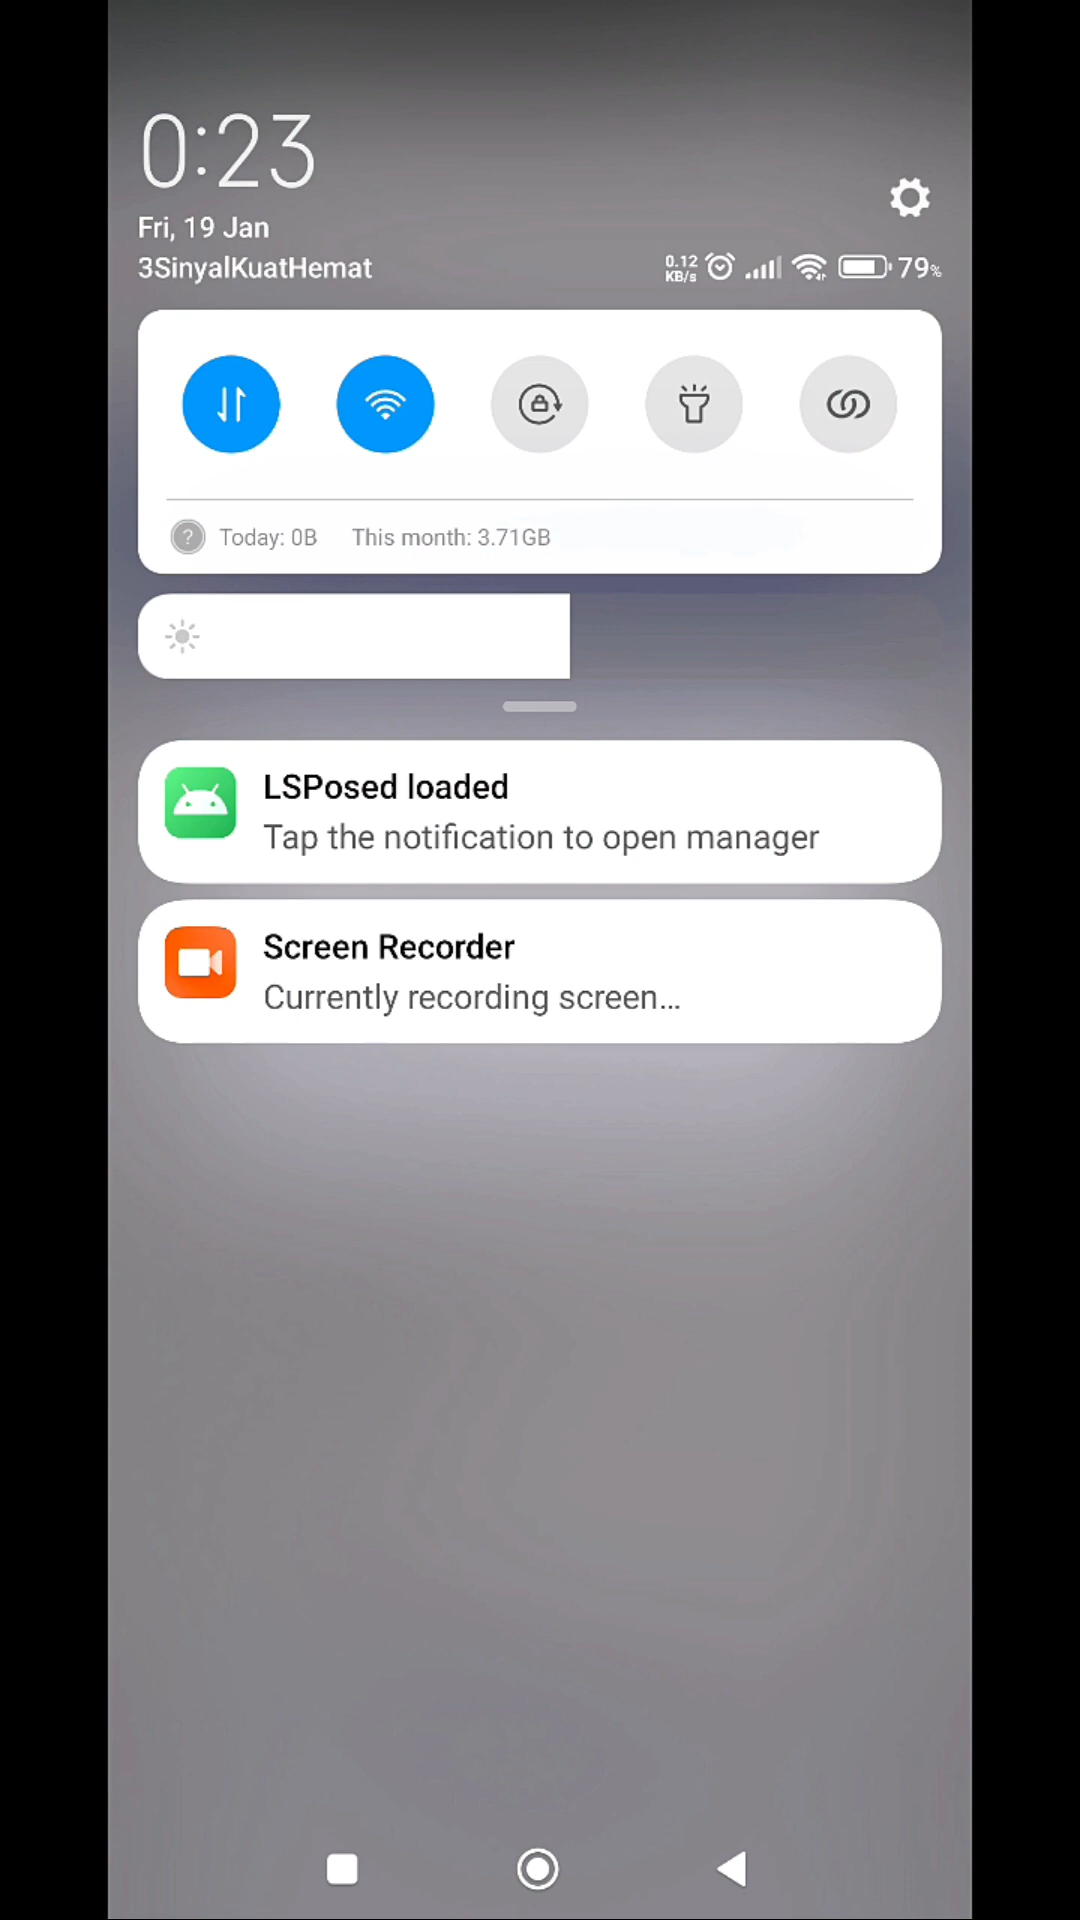 0:23
Fri, 19 Jan
3SinyalKuatHemat
0.12
KB/s
79%
Today: 0B This month: 3.71GB
LSPosed loaded
Tap the notification to open manager
Screen Recorder
Currently recording screen...